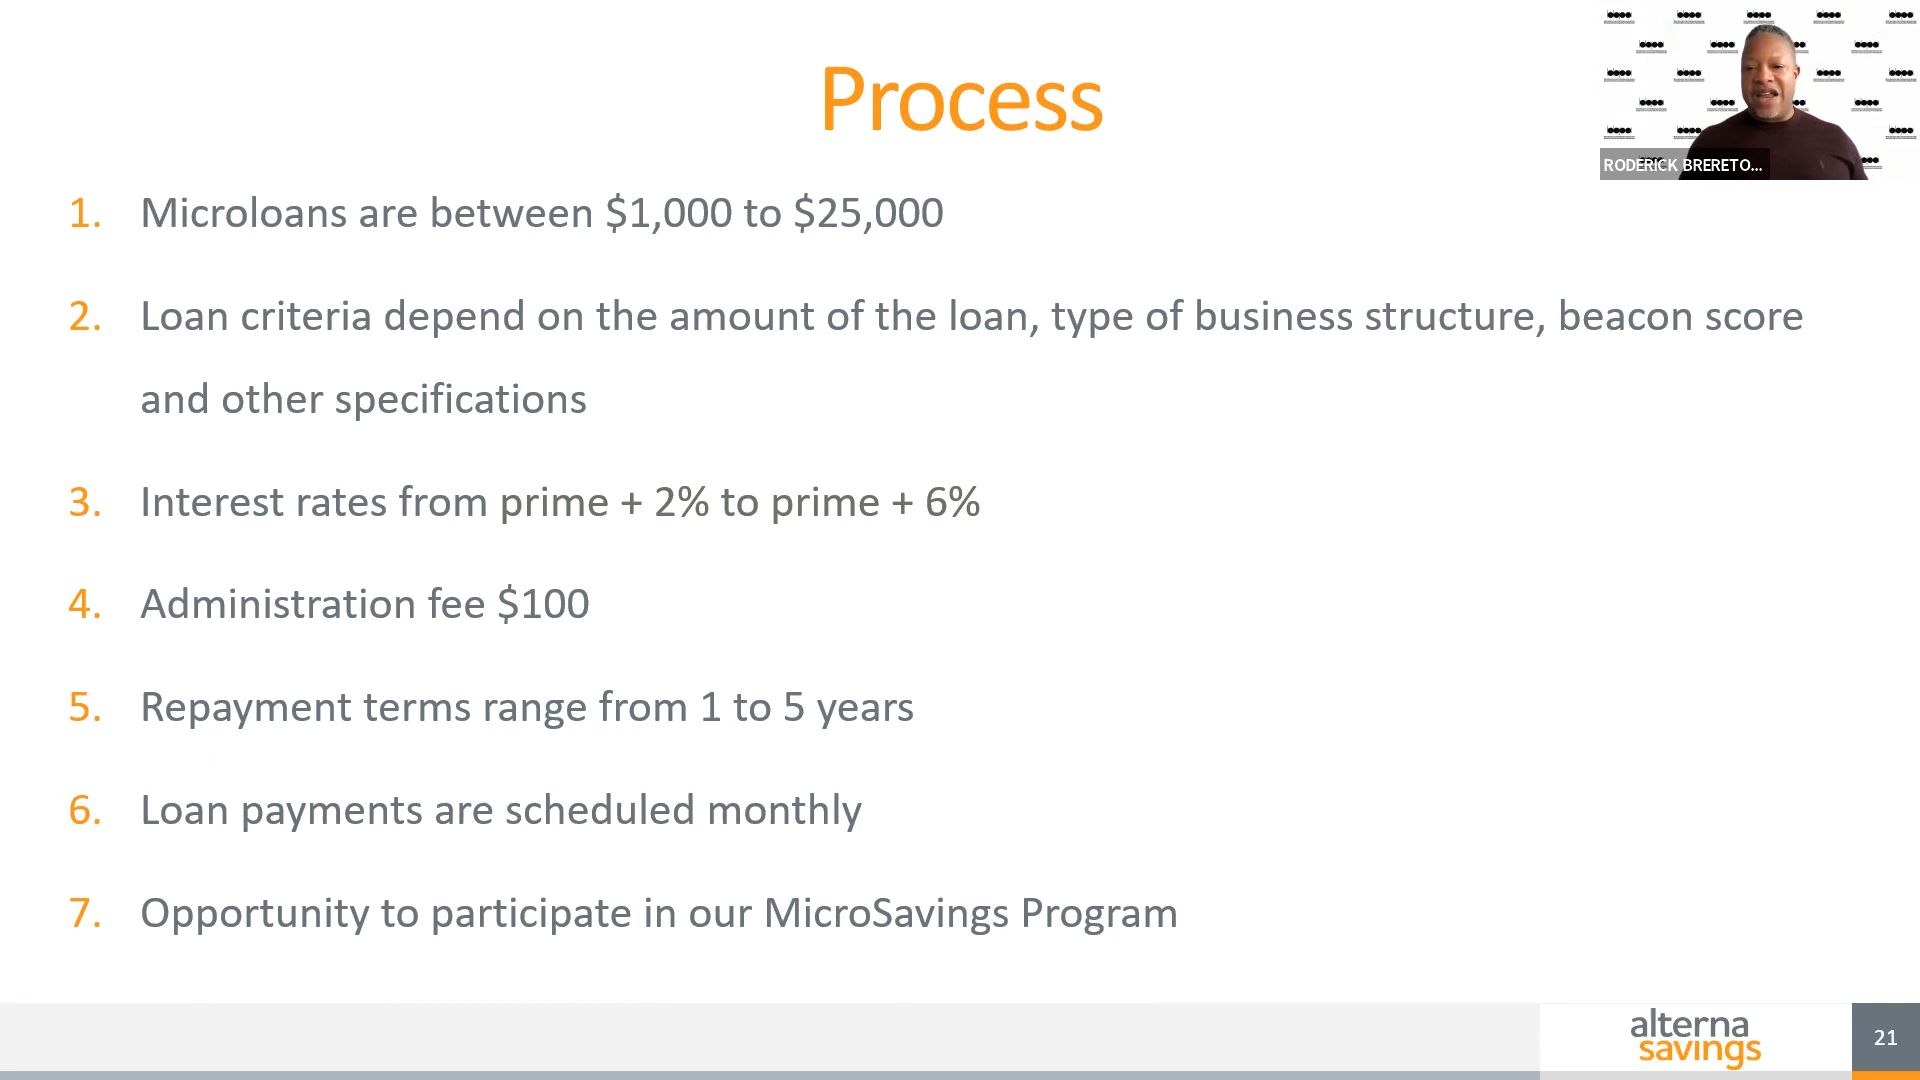 Process
RODERICK BRERETO...
1. Microloans are between $1,000 to $25,000
2. Loan criteria depend on the amount of the loan, type of business structure, beacon score
and other specifications
3. Interest rates from prime + 2% to prime + 6%
4. Administration fee $100
5. Repayment terms range from 1 to 5 years
6. Loan payments are scheduled monthly
7. Opportunity to participate in our MicroSavings Program
alterna
savings
21